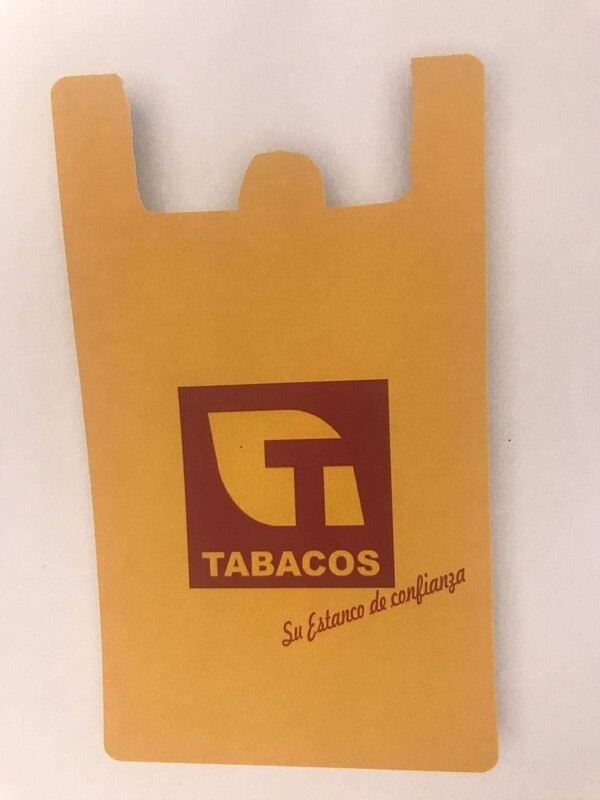 T
TABACOS
Su Estanco de confianza